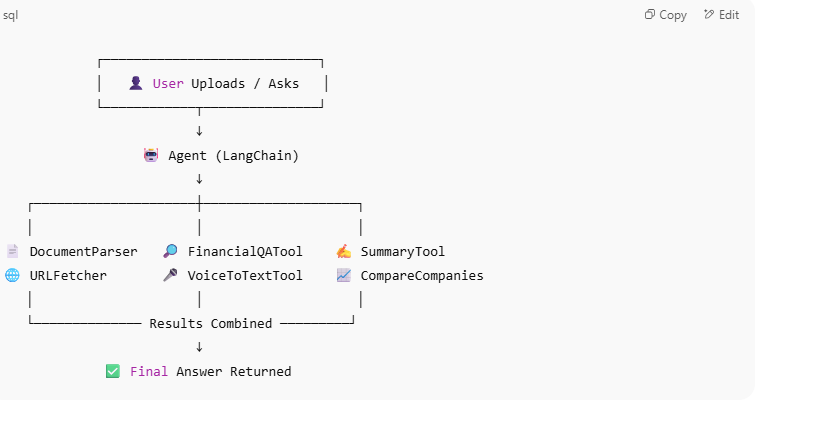 sql Copy Edit
User Uploads / Asks
Agent (LangChain)
DocumentParser FinancialQATool SummaryTool
URLFetcher VoiceToTextTool CompareCompanies
Results Combined
Final Answer Returned